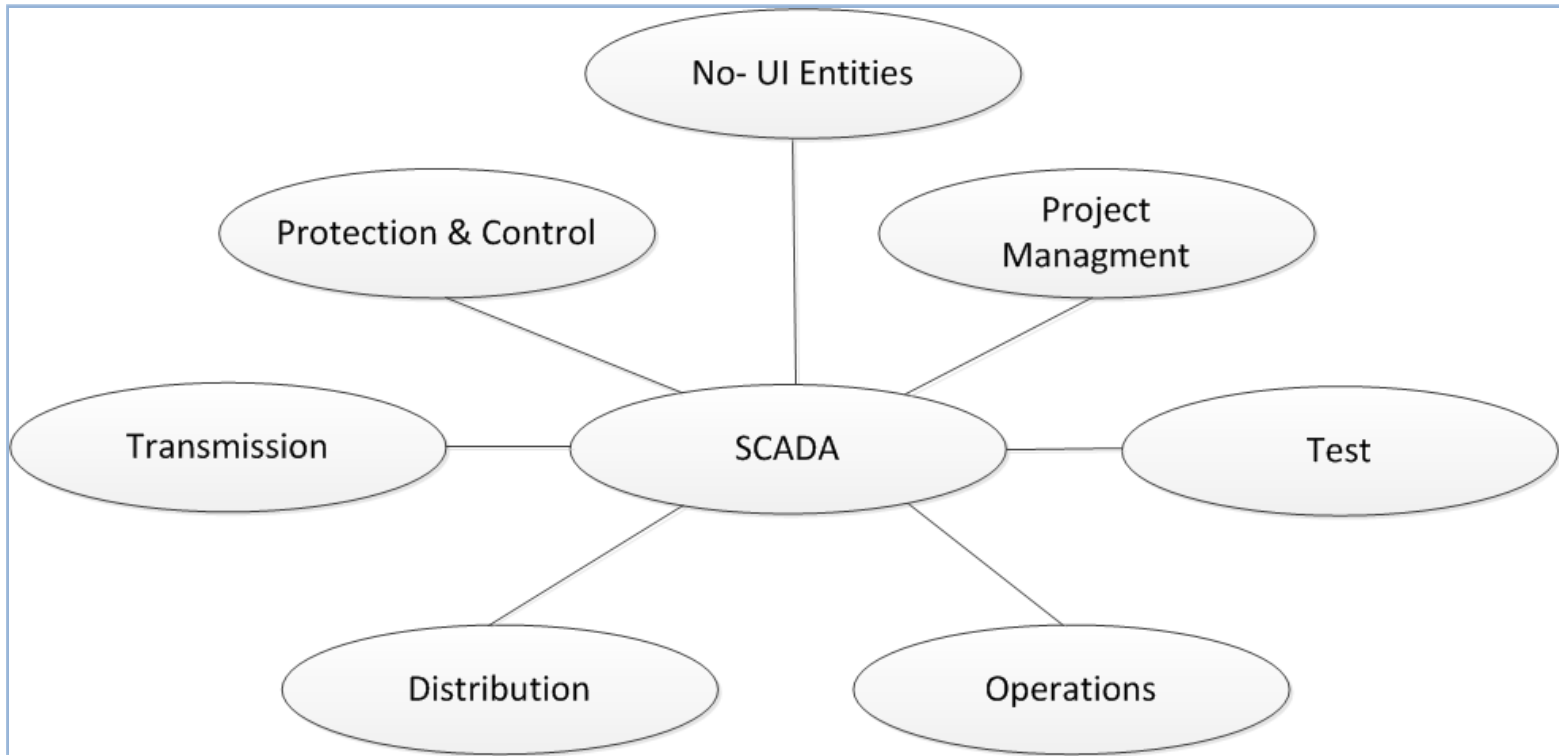 No- UI Entities
Protection & Control
Project
Managment
Transmission
SCADA
Test
Distribution
Operations